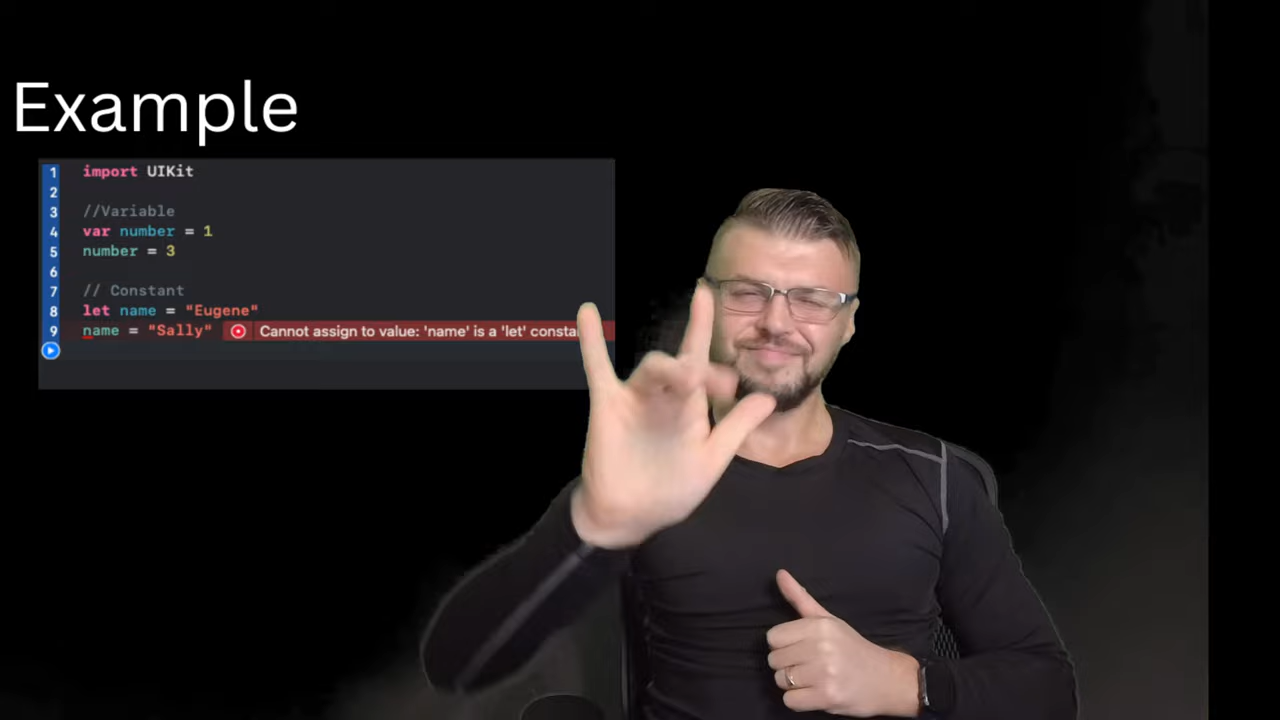 Example
1 import UIKit
2
3 //Variable
4 var number = 1
5 number = 3
6
7 // Constant
8 let name = "Eugene"
9 name = "Sally" Cannot assign to value: 'name' is a 'let'